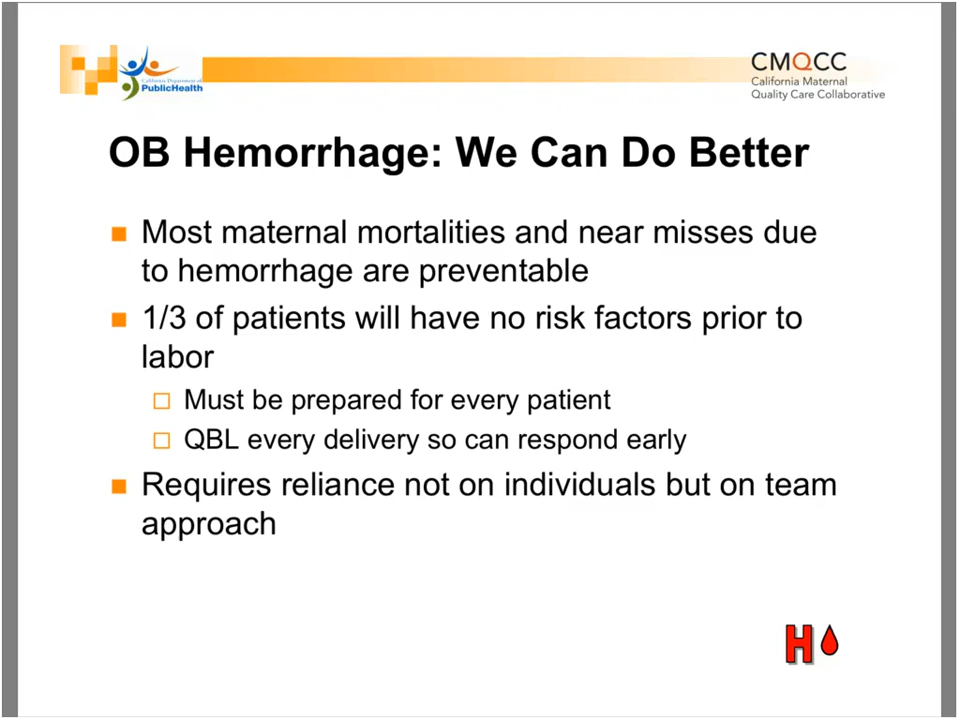 California Department of
PublicHealth
CMQCC
California Maternal
Quality Care Collaborative
OB Hemorrhage: We Can Do Better
Most maternal mortalities and near misses due
to hemorrhage are preventable
1/3 of patients will have no risk factors prior to
labor
Must be prepared for every patient
QBL every delivery so can respond early
Requires reliance not on individuals but on team
approach
H